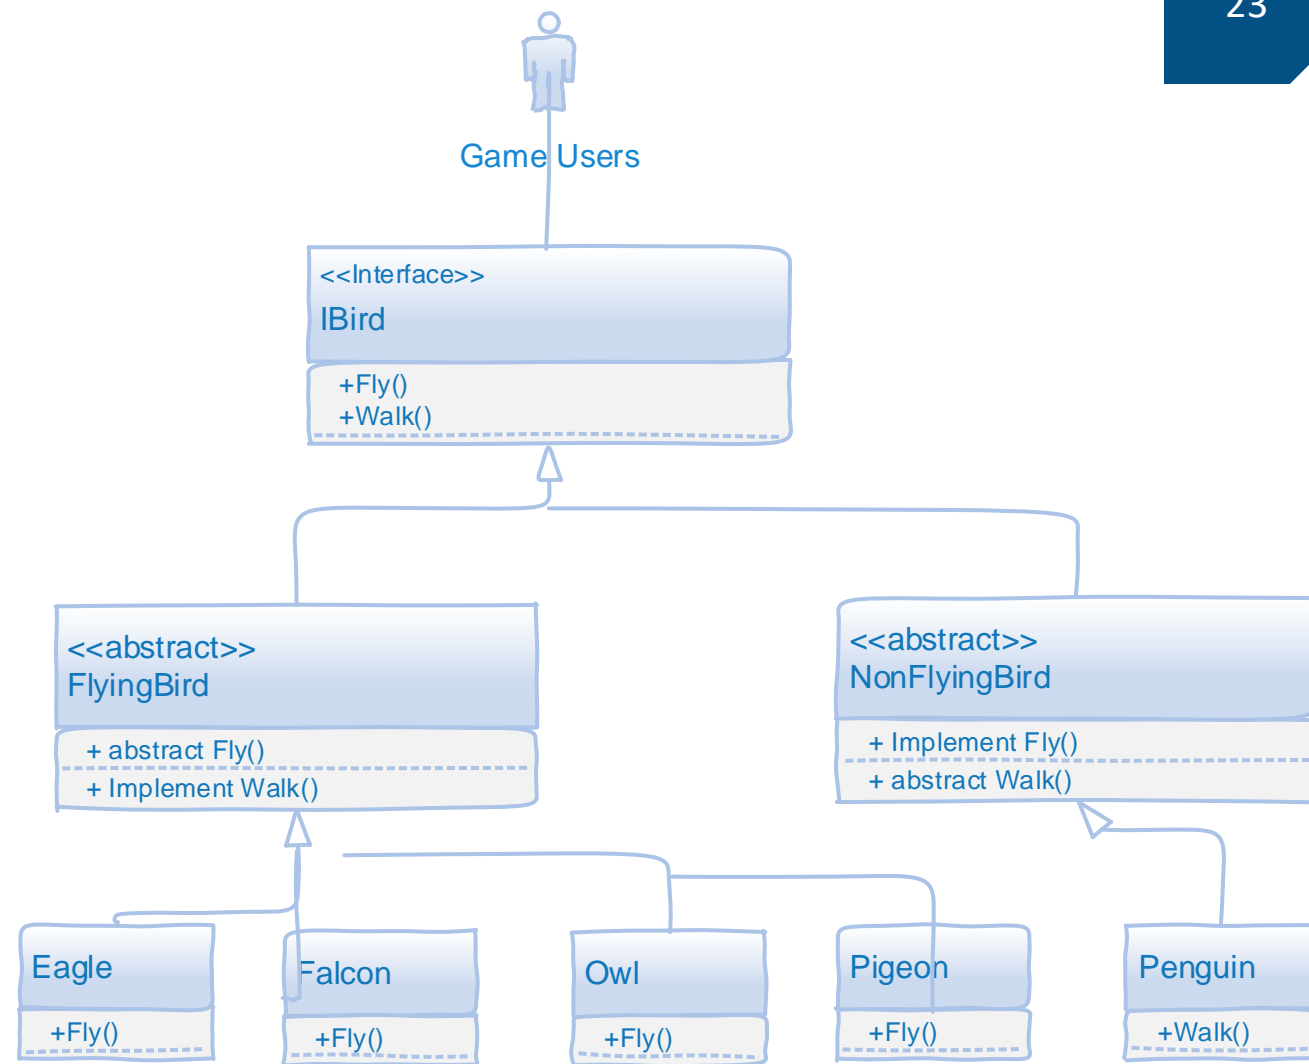 23
Game Users
<<Interface>>
IBird
+Fly()
+Walk()
<<abstract>>
FlyingBird
+ abstract Fly()
+ Implement Walk()
<<abstract>>
NonFlyingBird
+ Implement Fly()
+ abstract Walk()
Eagle
+Fly()
Falcon
+Fly()
Owl
+Fly()
Pigeon
+Fly()
Penguin
+Walk()